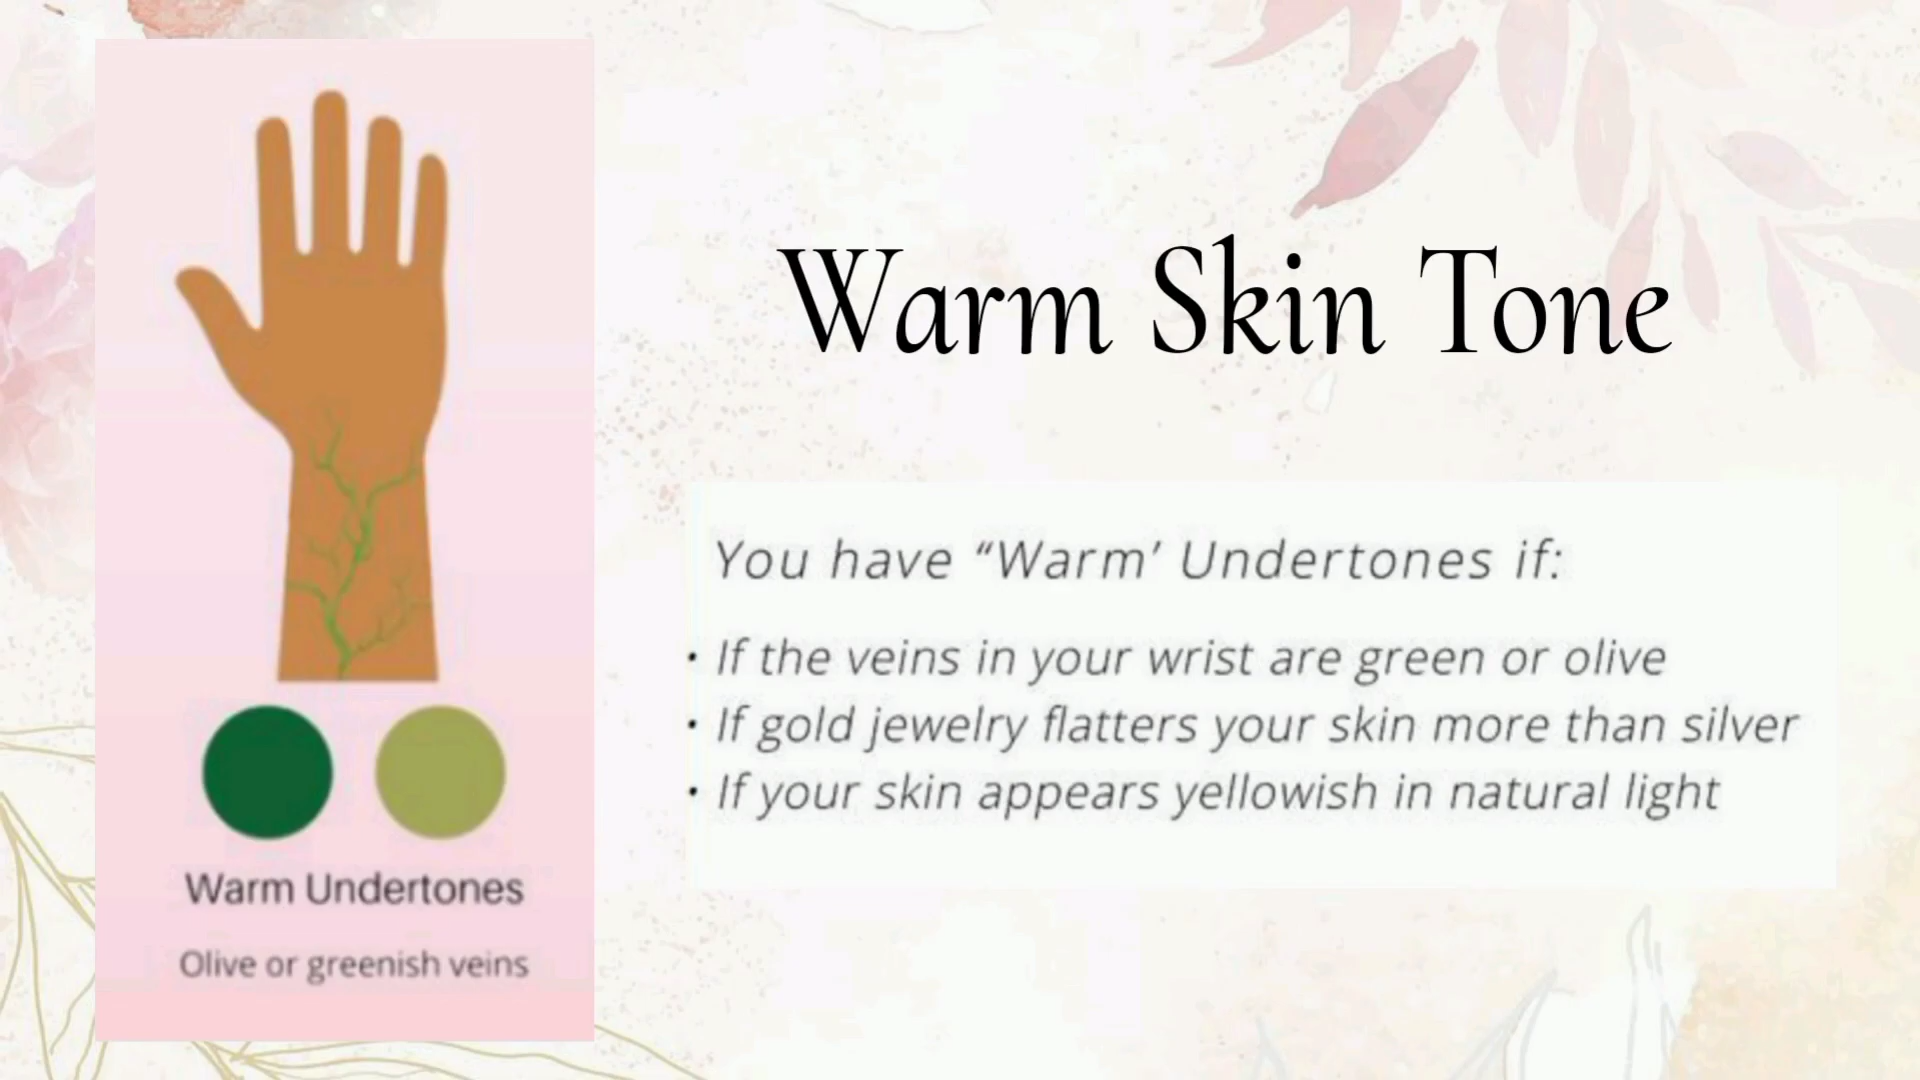 Warm Skin Tone
You have “Warm’ Undertones if:
• If the veins in your wrist are green or olive
• If gold jewelry flatters your skin more than silver
• If your skin appears yellowish in natural light
Warm Undertones
Olive or greenish veins